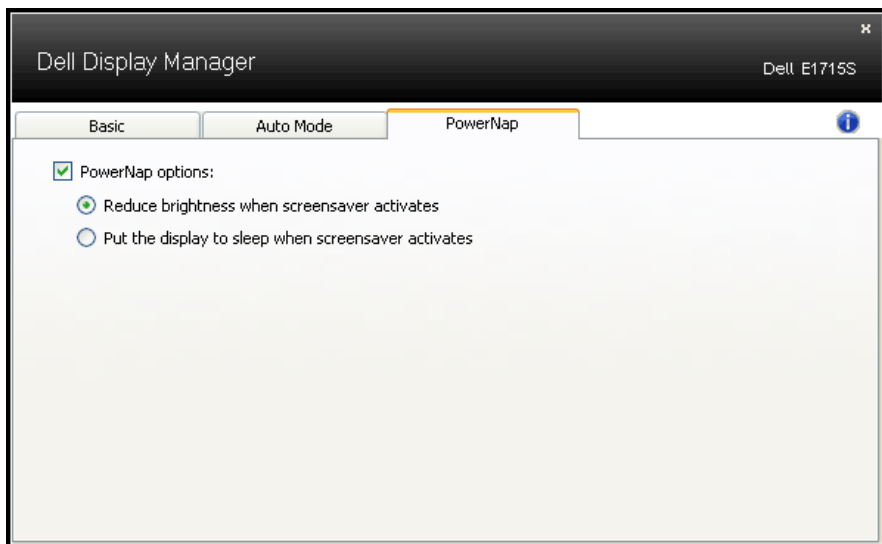 Dell Display Manager
Dell E1715S
Basic
Auto Mode
PowerNap
PowerNap options:
Reduce brightness when screensaver activates
Put the display to sleep when screensaver activates